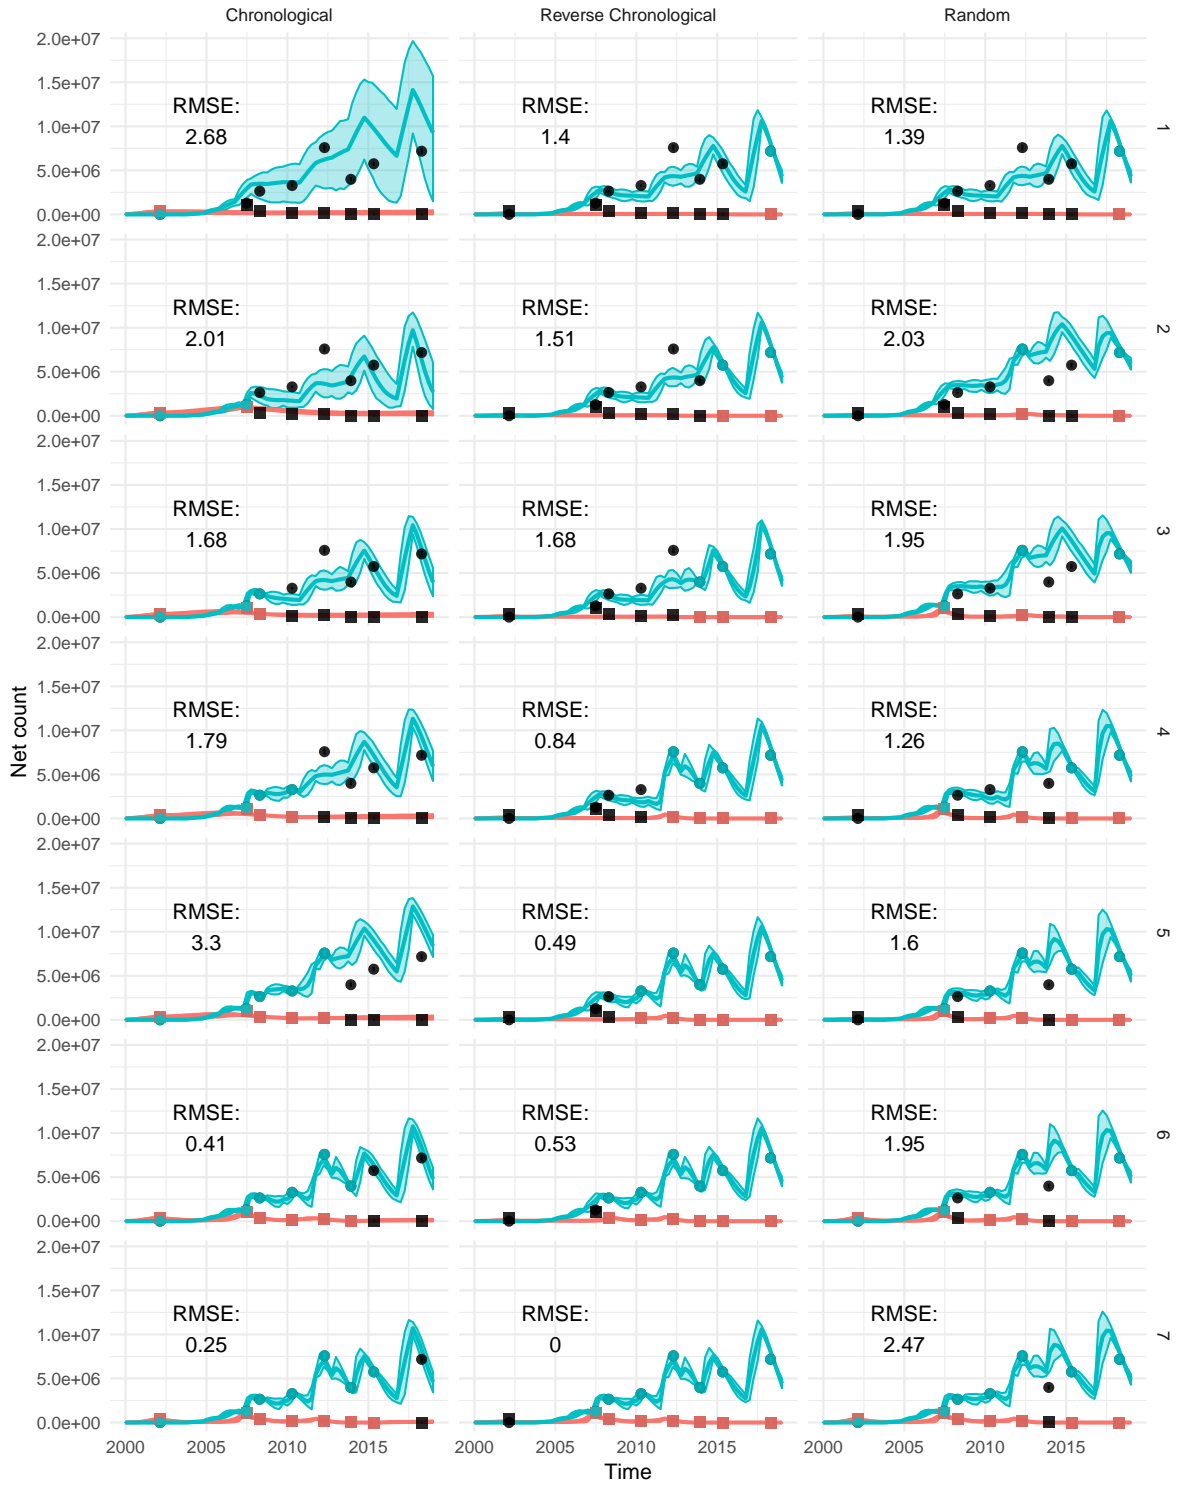 Chronological Reverse Chronological Random
2.0e+07
1.5e+07
1.0e+07
5.0e+06
0.0e+00
RMSE: RMSE: RMSE:
2.68 1.4 1.39
1
2.0e+07
1.5e+07
1.0e+07
5.0e+06
0.0e+00
RMSE: RMSE: RMSE:
2.01 1.51 2.03
2
2.0e+07
1.5e+07
1.0e+07
5.0e+06
0.0e+00
RMSE: RMSE: RMSE:
1.68 1.68 1.95
3
Net count
2.0e+07
1.5e+07
1.0e+07
5.0e+06
0.0e+00
RMSE: RMSE: RMSE:
1.79 0.84 1.26
4
2.0e+07
1.5e+07
1.0e+07
5.0e+06
0.0e+00
RMSE: RMSE: RMSE:
3.3 0.49 1.6
5
2.0e+07
1.5e+07
1.0e+07
5.0e+06
0.0e+00
RMSE: RMSE: RMSE:
0.41 0.53 1.95
6
2.0e+07
1.5e+07
1.0e+07
5.0e+06
0.0e+00
RMSE: RMSE: RMSE:
0.25 0 2.47
7
2000 2005 2010 2015 2000 2005 2010 2015 2000 2005 2010 2015
Time